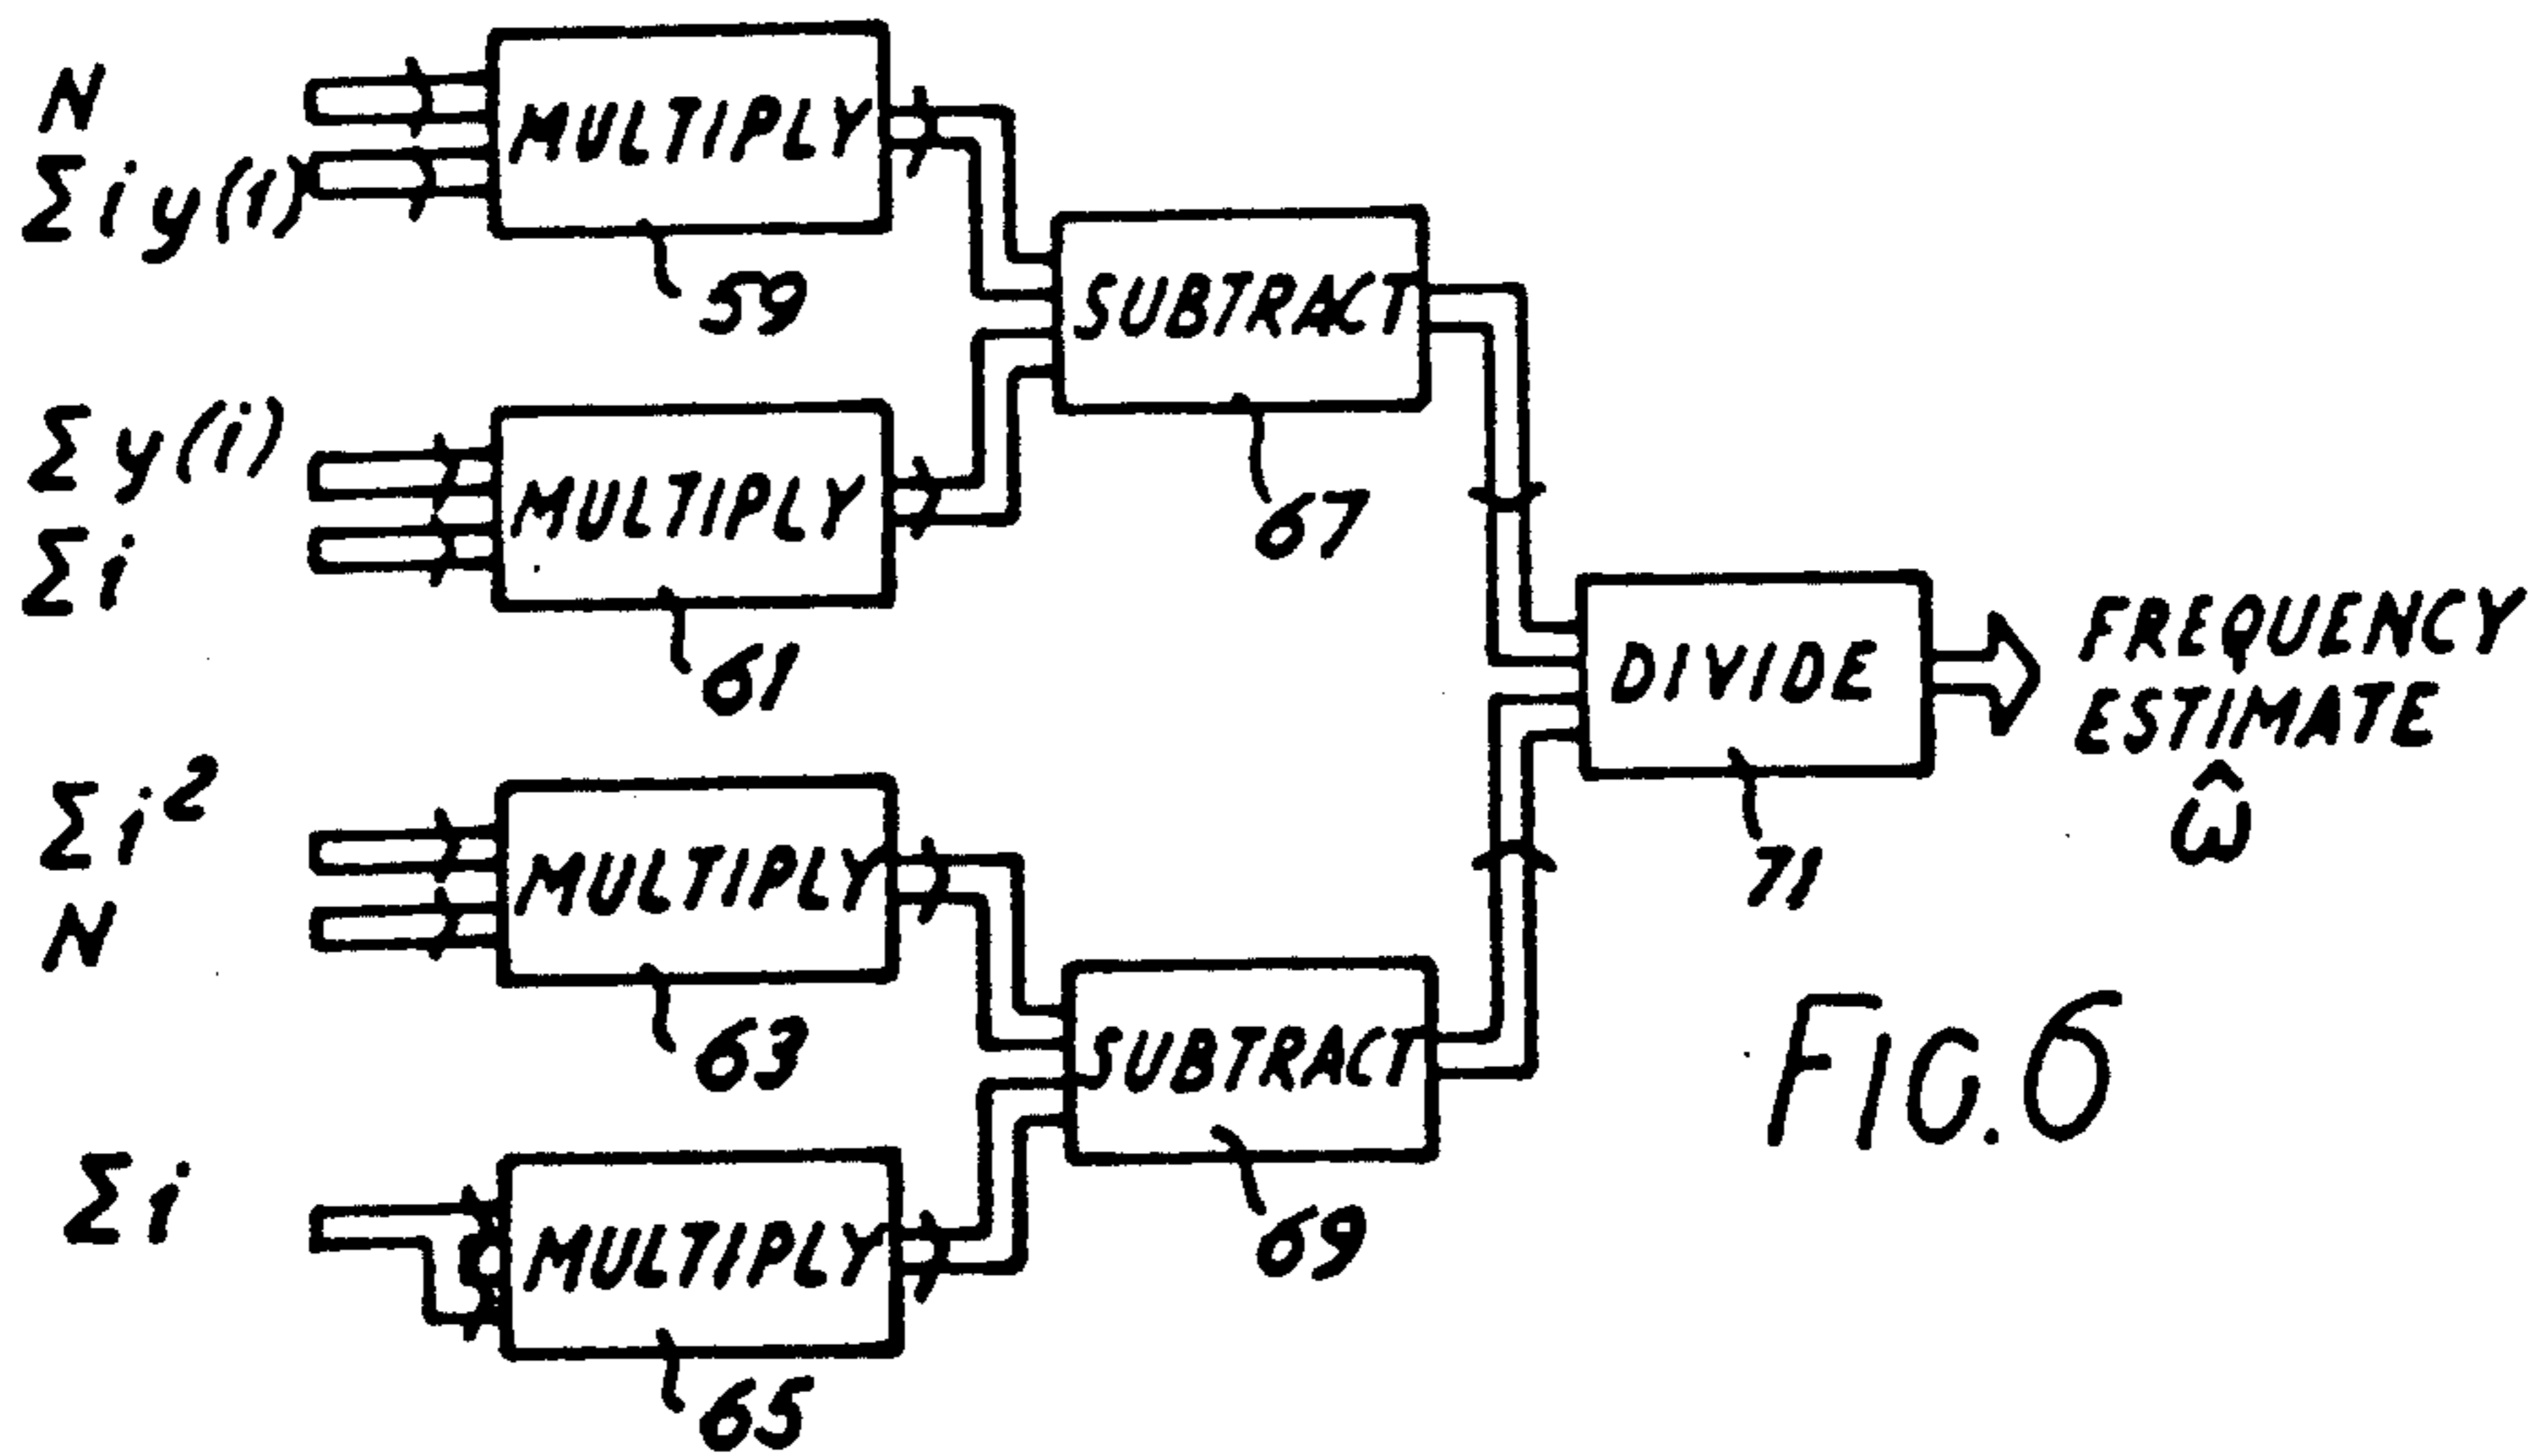 N
Σiy(1)
MULTIPLY
59
Σy(i)
Σi
MULTIPLY
61
SUBTRACT
67
Σi²
N
MULTIPLY
63
Σi
MULTIPLY
65
SUBTRACT
69
DIVIDE
71
FREQUENCY
ESTIMATE
ω̂
FIG.6